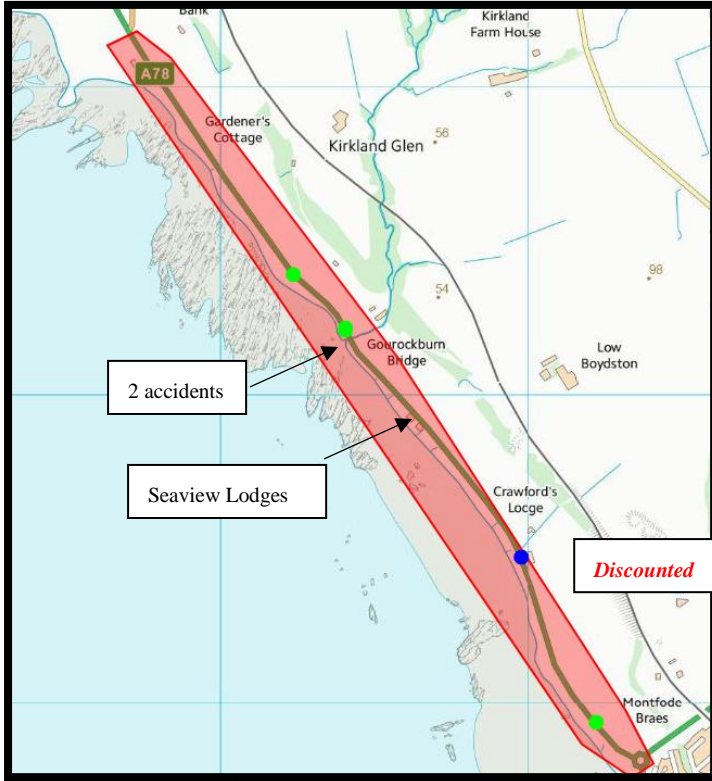 Bank
Kirkland
Farm House
A78
Gardener's
Cottage
Kirkland Glen
56
98
54
Gourockburn
Bridge
Low
Boydston
2 accidents
Seaview Lodges
Crawford's
Locge
Discounted
Montfode
Braes